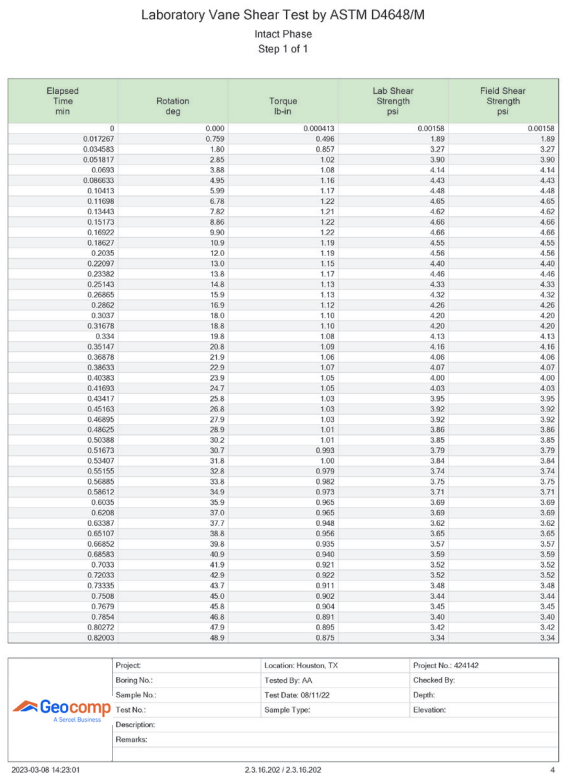 Laboratory Vane Shear Test by ASTM D4648/M
Intact Phase
Step 1 of 1
Elapsed Time min Rotation deg Torque lb-in Lab Shear Strength psi Field Shear Strength psi
0 0.000 0.000413 0.00158 0.00158
0.017267 0.759 0.496 1.89 1.89
0.034583 1.80 0.857 3.27 3.27
0.051817 2.85 1.02 3.90 3.90
0.0693 3.88 1.08 4.14 4.14
0.086633 4.95 1.16 4.43 4.43
0.10413 5.99 1.17 4.48 4.48
0.11698 6.78 1.22 4.65 4.65
0.13443 7.82 1.21 4.62 4.62
0.15173 8.86 1.22 4.66 4.66
0.16922 9.90 1.22 4.66 4.66
0.18627 10.9 1.19 4.55 4.55
0.2035 12.0 1.19 4.56 4.56
0.22097 13.0 1.15 4.40 4.40
0.23382 13.8 1.17 4.46 4.46
0.25143 14.8 1.13 4.33 4.33
0.26865 15.9 1.13 4.32 4.32
0.2862 16.9 1.12 4.26 4.26
0.3037 18.0 1.10 4.20 4.20
0.31678 18.8 1.10 4.20 4.20
0.334 19.8 1.08 4.13 4.13
0.35147 20.8 1.09 4.16 4.16
0.36878 21.9 1.06 4.06 4.06
0.38633 22.9 1.07 4.07 4.07
0.40383 23.9 1.05 4.00 4.00
0.41693 24.7 1.05 4.03 4.03
0.43417 25.8 1.03 3.95 3.95
0.45163 26.8 1.03 3.92 3.92
0.46895 27.9 1.03 3.92 3.92
0.48625 28.9 1.01 3.86 3.86
0.50388 30.2 1.01 3.85 3.85
0.51673 30.7 0.993 3.79 3.79
0.53407 31.8 1.00 3.84 3.84
0.55155 32.8 0.979 3.74 3.74
0.56885 33.8 0.982 3.75 3.75
0.58612 34.9 0.973 3.71 3.71
0.6035 35.9 0.965 3.69 3.69
0.6208 37.0 0.965 3.69 3.69
0.63387 37.7 0.948 3.62 3.62
0.65107 38.8 0.956 3.65 3.65
0.66852 39.8 0.935 3.57 3.57
0.68583 40.9 0.940 3.59 3.59
0.7033 41.9 0.921 3.52 3.52
0.72033 42.9 0.922 3.52 3.52
0.73335 43.7 0.911 3.48 3.48
0.7508 45.0 0.902 3.44 3.44
0.7679 45.8 0.904 3.45 3.45
0.7854 46.8 0.891 3.40 3.40
0.80272 47.9 0.895 3.42 3.42
0.82003 48.9 0.875 3.34 3.34
Geocomp
A Sercel Business
Project: Location: Houston, TX Project No.: 424142
Boring No.: Tested By: AA Checked By:
Sample No.: Test Date: 08/11/22 Depth:
Test No.: Sample Type: Elevation:
Description:
Remarks:
2023-03-08 14:23:01 2.3.16.202 / 2.3.16.202 4